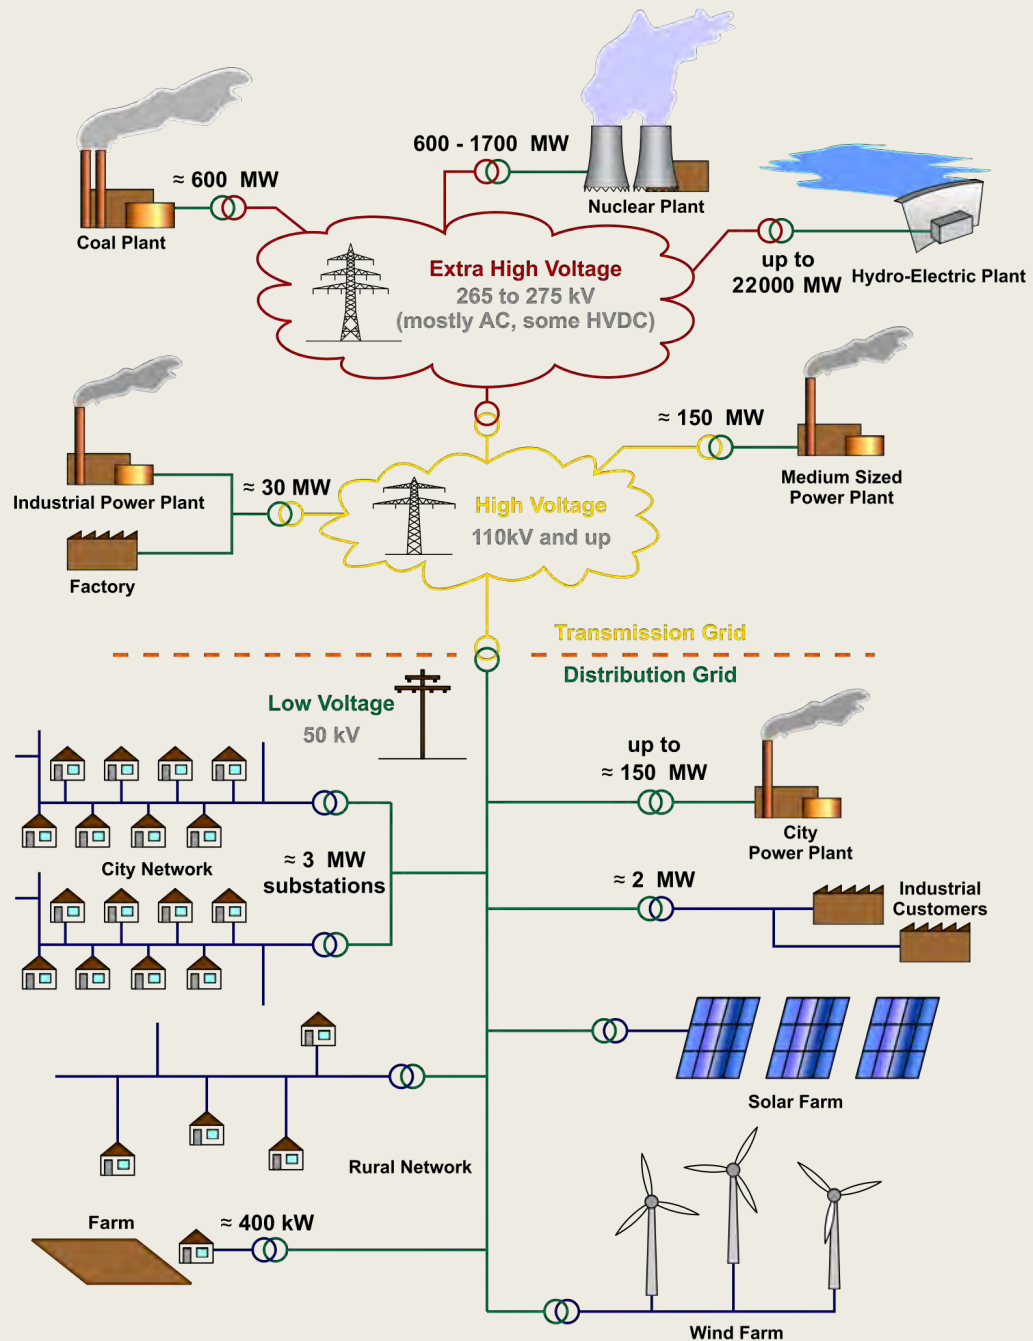 600 - 1700  MW
≈ 600  MW
Nuclear Plant
Coal Plant
up to
22000 MW
Hydro-Electric Plant
Extra High Voltage
265 to 275 kV
(mostly AC, some HVDC)
≈ 150  MW
Medium Sized
Power Plant
≈ 30 MW
Industrial Power Plant
Factory
High Voltage
110kV and up
Transmission Grid
Distribution Grid
Low Voltage
50 kV
up to
≈ 150  MW
City
Power Plant
City Network
≈ 3  MW
substations
≈ 2  MW
Industrial
Customers
Solar Farm
Rural Network
Farm
≈ 400 kW
Wind Farm